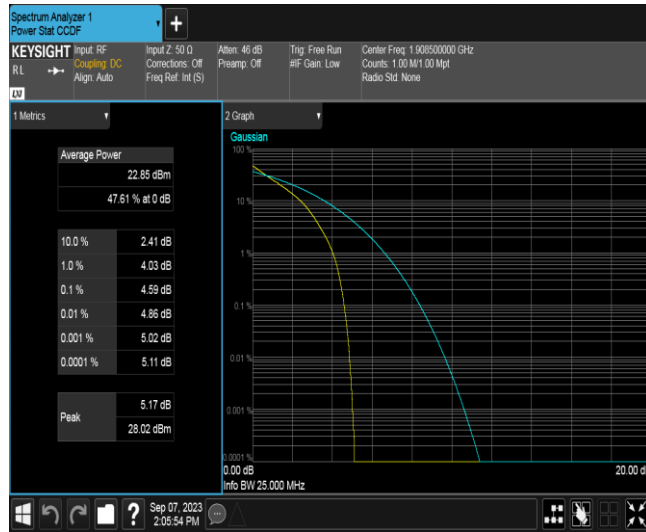 Spectrum Analyzer 1
Power Stat CCDF
KEYSIGHT
R L
LXI
Input: RF
Coupling: DC
Align: Auto
Input Z: 50 Ω
Corrections: Off
Freq Ref: Int (S)
Atten: 46 dB
Preamp: Off
Trig: Free Run
#IF Gain: Low
Center Freq: 1.908500000 GHz
Counts: 1.00 M/1.00 Mpt
Radio Std: None
1 Metrics
Average Power
22.85 dBm
47.61 % at 0 dB
10.0 % 2.41 dB
1.0 % 4.03 dB
0.1 % 4.59 dB
0.01 % 4.86 dB
0.001 % 5.02 dB
0.0001 % 5.11 dB
Peak
5.17 dB
28.02 dBm
2 Graph
Gaussian
100 %
10 %
1 %
0.1 %
0.01 %
0.001 %
0.0001 %
0.00 dB
20.00 d
Info BW 25.000 MHz
?
Sep 07, 2023
2:05:54 PM